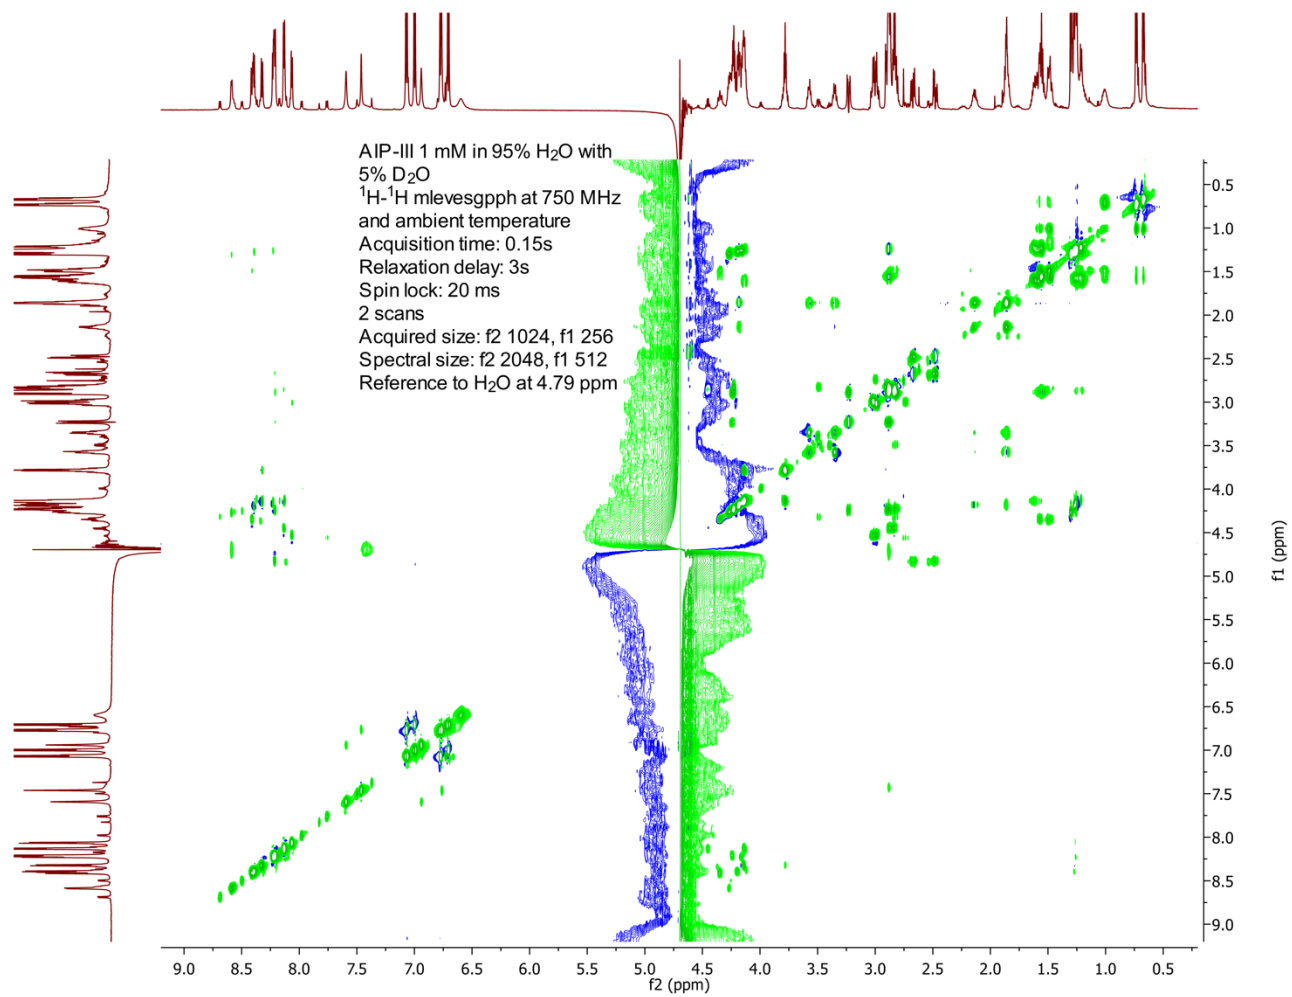 AIP-III 1 mM in 95% H₂O with
5% D₂O
¹H-¹H mlevesgpph at 750 MHz
and ambient temperature
Acquisition time: 0.15s
Relaxation delay: 3s
Spin lock: 20 ms
2 scans
Acquired size: f2 1024, f1 256
Spectral size: f2 2048, f1 512
Reference to H₂O at 4.79 ppm
0.5
1.0
1.5
2.0
2.5
3.0
3.5
4.0
4.5
5.0
5.5
6.0
6.5
7.0
7.5
8.0
8.5
9.0
f1 (ppm)
9.0 8.5 8.0 7.5 7.0 6.5 6.0 5.5 5.0 4.5 4.0 3.5 3.0 2.5 2.0 1.5 1.0 0.5
f2 (ppm)